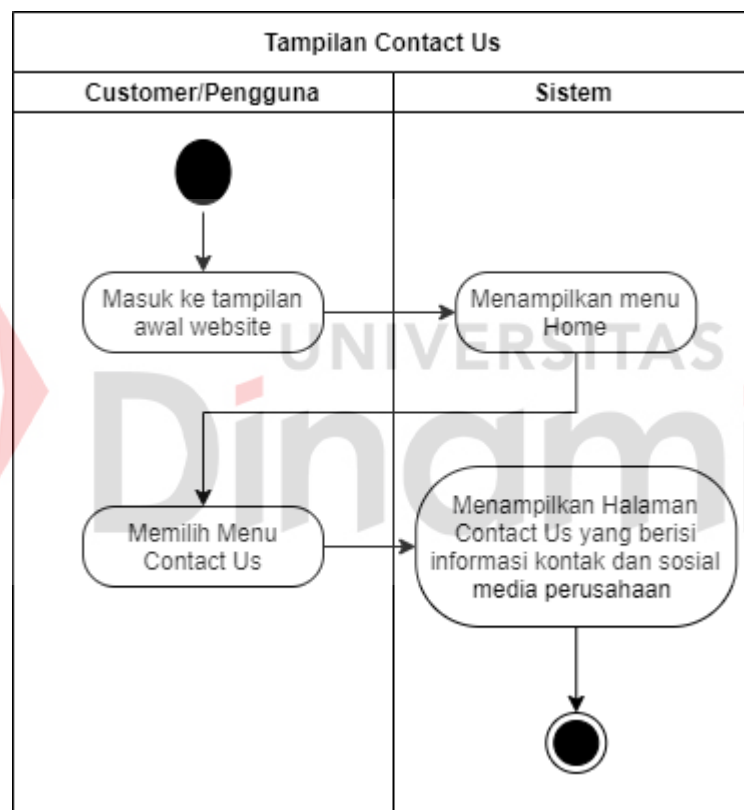 Tampilan Contact Us
Customer/Pengguna
Sistem
Masuk ke tampilan
awal website
Menampilkan menu
Home
UNIVERSITAS
Memilih Menu
Contact Us
Menampilkan Halaman
Contact Us yang berisi
informasi kontak dan sosial
media perusahaan